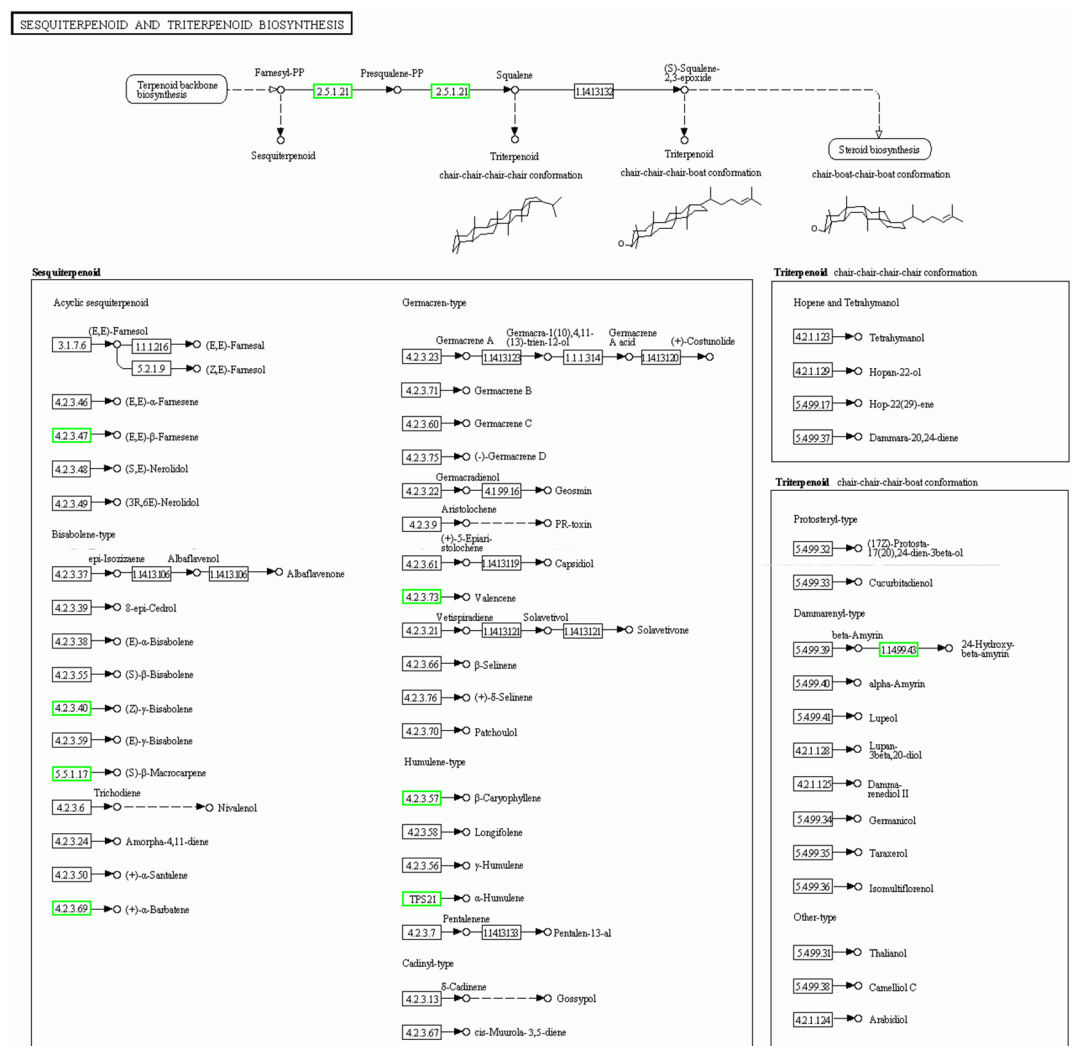 SESQUITERPENOID AND TRITERPENOID BIOSYNTHESIS
Terpenoid backbone
biosynthesis
Farnesyl-PP
2.5.1.21
Presqualene-PP
2.5.1.21
Squalene
1.14.13.132
(S)-Squalene-
2,3-epoxide
Sesquiterpenoid
Triterpenoid
chair-chair-chair-chair conformation
Triterpenoid
chair-chair-chair-boat conformation
Steroid biosynthesis
chair-boat-chair-boat conformation
O
O
Sesquiterpenoid
Acyclic sesquiterpenoid
(E,E)-Farnesol
3.1.7.6
1.1.1.216
(E,E)-Farnesal
5.2.1.9
(Z,E)-Farnesol
4.2.3.46
(E,E)-α-Farnesene
4.2.3.47
(E,E)-β-Farnesene
4.2.3.48
(S,E)-Nerolidol
4.2.3.49
(3R,6E)-Nerolidol
Bisabolene-type
epi-Isozizaene
Albaflavenol
4.2.3.37
1.14.13.106
1.14.13.106
Albaflavenone
4.2.3.39
8-epi-Cedrol
4.2.3.38
(E)-α-Bisabolene
4.2.3.55
(S)-β-Bisabolene
4.2.3.40
(Z)-γ-Bisabolene
4.2.3.59
(E)-γ-Bisabolene
5.5.1.17
(S)-β-Macrocarpene
Trichodiene
4.2.3.6
Nivalenol
4.2.3.24
Amorpha-4,11-diene
4.2.3.50
(+)-α-Santalene
4.2.3.69
(+)-α-Barbatene
Germacren-type
Germacrene A
Germacra-1(10),4,11-
(13)-trien-12-ol
Germacrene
A acid
(+)-Costunolide
4.2.3.23
1.14.13.123
1.1.1.314
1.14.13.120
4.2.3.71
Germacrene B
4.2.3.60
Germacrene C
4.2.3.75
(-)-Germacrene D
Germacradienol
4.2.3.22
4.1.99.16
Geosmin
Aristolochene
4.2.3.9
PR-toxin
(+)-5-Epiari-
stolochene
4.2.3.61
1.14.13.119
Capsidiol
4.2.3.73
Valencene
Vetispiradiene
Solavetivol
4.2.3.21
1.14.13.121
1.14.13.121
Solavetivone
4.2.3.66
β-Selinene
4.2.3.76
(+)-δ-Selinene
4.2.3.70
Patchoulol
Humulene-type
4.2.3.57
β-Caryophyllene
4.2.3.58
Longifolene
4.2.3.56
γ-Humulene
TPS21
α-Humulene
Pentalenene
4.2.3.7
1.14.13.133
Pentalen-13-al
Cadinyl-type
δ-Cadinene
4.2.3.13
Gossypol
4.2.3.67
cis-Muurola-3,5-diene
Triterpenoid chair-chair-chair-chair conformation
Hopene and Tetrahymanol
4.2.1.123
Tetrahymanol
4.2.1.129
Hopan-22-ol
5.4.99.17
Hop-22(29)-ene
5.4.99.37
Dammara-20,24-diene
Triterpenoid chair-chair-chair-boat conformation
Protosteryl-type
5.4.99.32
(17Z)-Protosta-
17(20),24-dien-3beta-ol
5.4.99.33
Cucurbitadienol
Dammarenyl-type
beta-Amyrin
5.4.99.39
1.14.99.43
24-Hydroxy-
beta-amyrin
5.4.99.40
alpha-Amyrin
5.4.99.41
Lupeol
4.2.1.128
Lupan-
3beta,20-diol
4.2.1.125
Damma-
renediol II
5.4.99.34
Germanicol
5.4.99.35
Taraxerol
5.4.99.36
Isomultiflorenol
Other-type
5.4.99.31
Thalianol
5.4.99.38
Camelliol C
4.2.1.124
Arabidiol